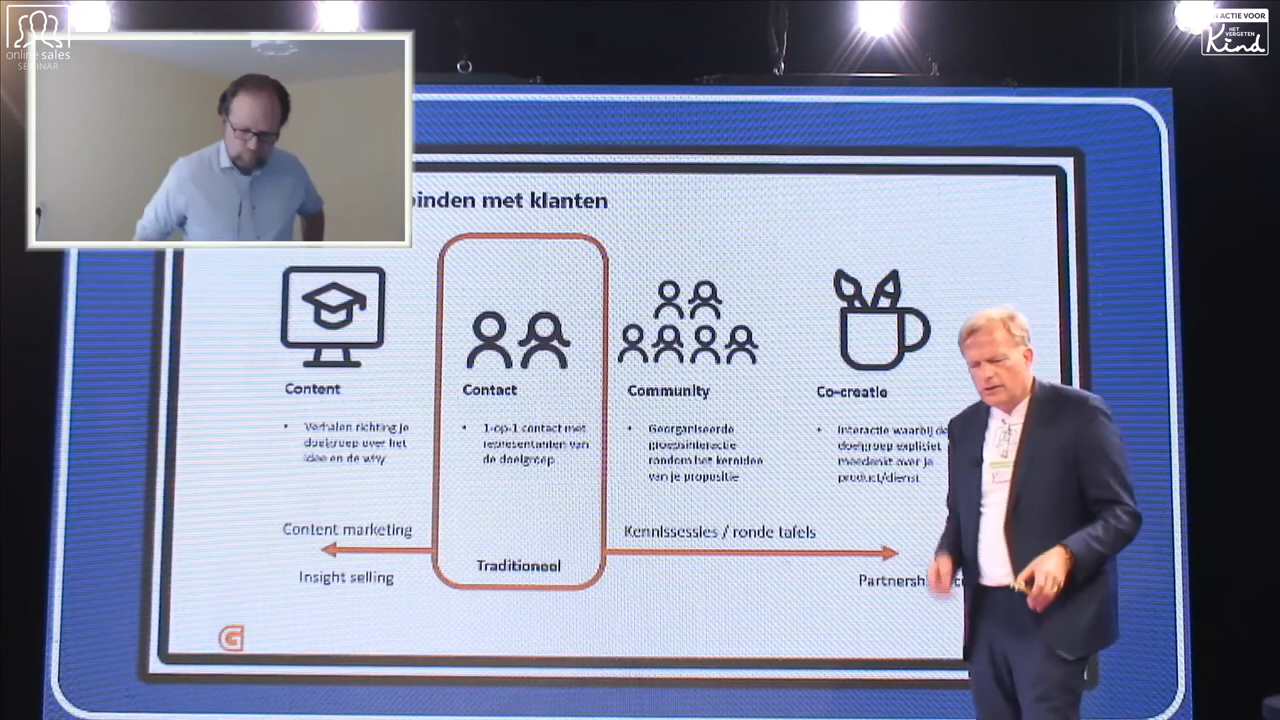 online sales
SEMINAR
N ACTIE VOOR
HET
VERGETEN
Kind
inden met klanten
Content
Contact
Community
Co-creatie
• Verhalen richting je
doelgroep over het
idee en de why
• 1-op-1 contact met
representanten van
de doelgroep
• Georganiseerde
groepsinteractie
rondom het kernidee
van je propositie
• Interactie waarbij de
doelgroep expliciet
meedenkt over je
product/dienst
Content marketing
Kennissessies / ronde tafels
Traditioneel
Insight selling
Partnersh
G